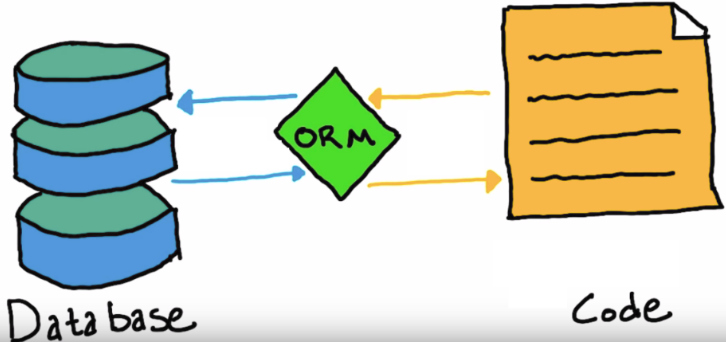 ORM
Database
Code